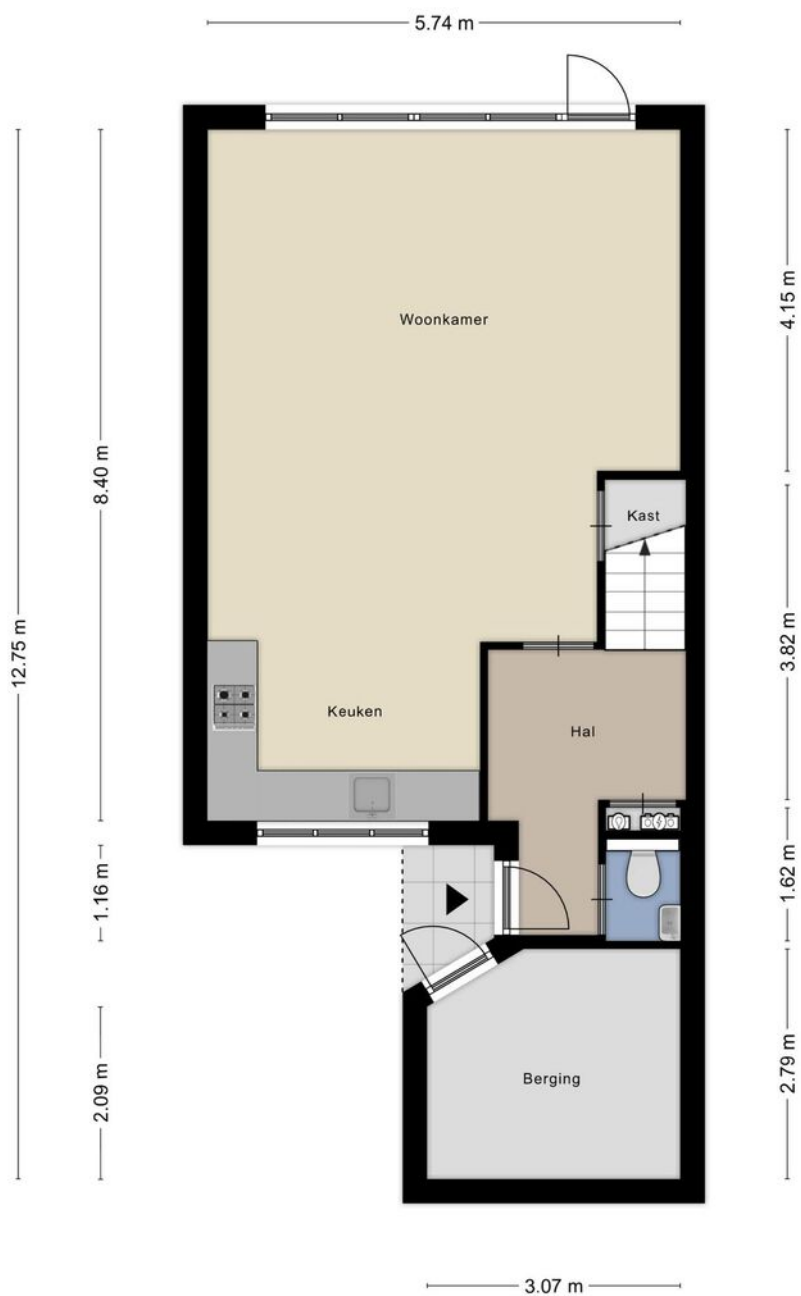 5.74 m
Woonkamer
4.15 m
8.40 m
Kast
12.75 m
3.82 m
Keuken
Hal
1.16 m
1.62 m
2.09 m
Berging
2.79 m
3.07 m